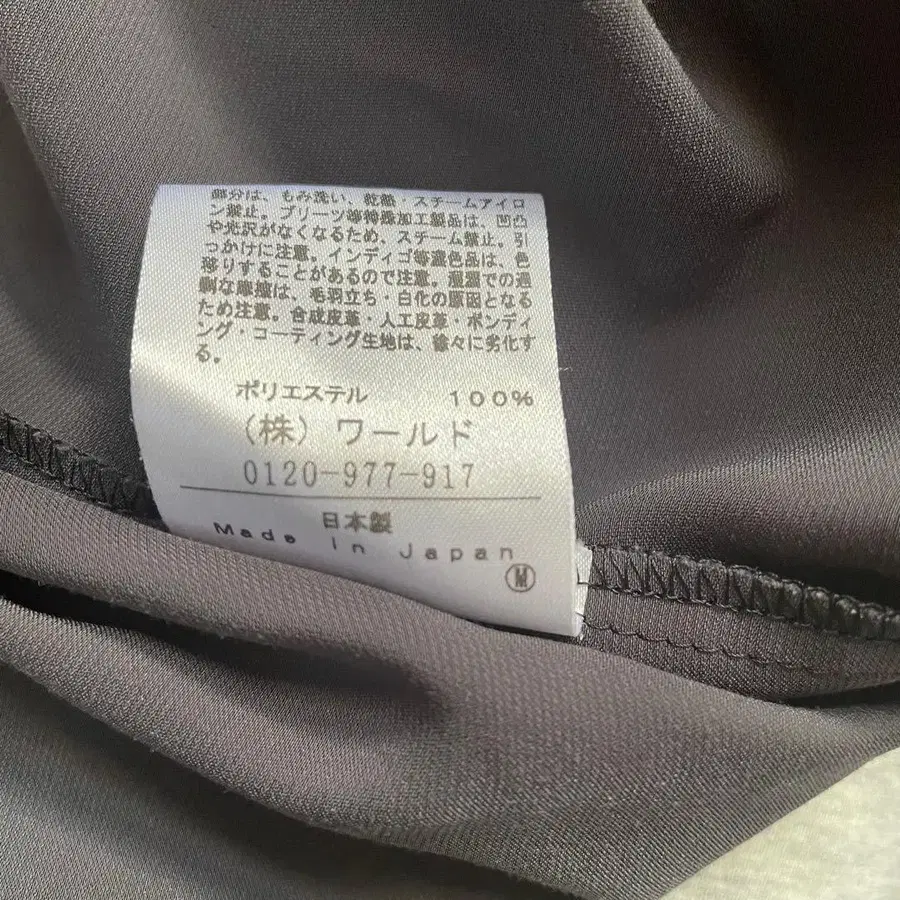 部分は、もみ洗い、乾熱・スチームアイロ
ン禁止。プリーツ等特殊加工製品は、凹凸
や光沢がなくなるため、スチーム禁止。引
っかけに注意。インディゴ等濃色品は、色
移りすることがあるので注意。湿潤での過
剰な摩擦は、毛羽立ち・白化の原因となる
ため注意。合成皮革・人工皮革・ボンディ
ング・コーティング生地は、徐々に劣化す
る。
ポリエステル 100%
(株)ワールド
0120-977-917
日本製
Made in Japan
Ⓜ